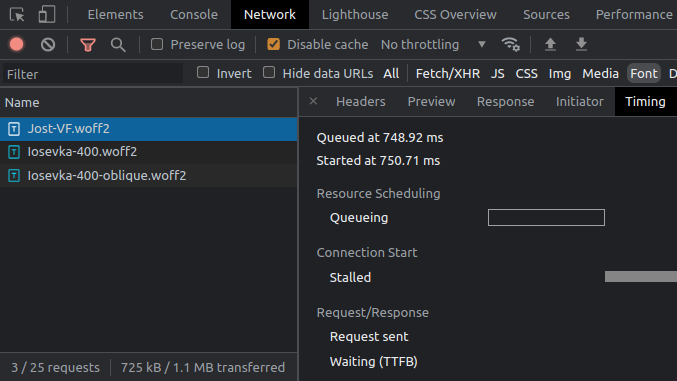 Elements Console Network Lighthouse CSS Overview Sources Performance
Preserve log Disable cache No throttling
Filter Invert Hide data URLs All Fetch/XHR JS CSS Img Media Font D
Name
× Headers Preview Response Initiator Timing
Jost-VF.woff2
Iosevka-400.woff2
Iosevka-400-oblique.woff2
Queued at 748.92 ms
Started at 750.71 ms
Resource Scheduling
Queueing
Connection Start
Stalled
Request/Response
Request sent
Waiting (TTFB)
3 / 25 requests 725 kB / 1.1 MB transferred